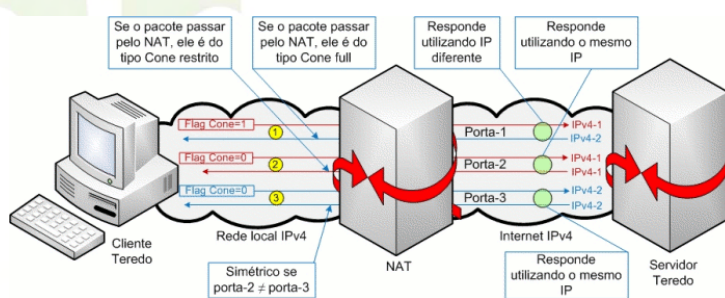 Se o pacote passar
pelo NAT, ele é do
tipo Cone restrito
Se o pacote passar
pelo NAT, ele é do
tipo Cone full
Responde
utilizando IP
diferente
Responde
utilizando o mesmo
IP
Flag Cone=1
1
Porta-1
IPv4-1
IPv4-2
Flag Cone=0
2
Porta-2
IPv4-1
IPv4-1
Flag Cone=0
3
Porta-3
IPv4-2
IPv4-2
Cliente
Teredo
Rede local IPv4
NAT
Internet IPv4
Servidor
Teredo
Simétrico se
porta-2 ≠ porta-3
Responde
utilizando o mesmo
IP